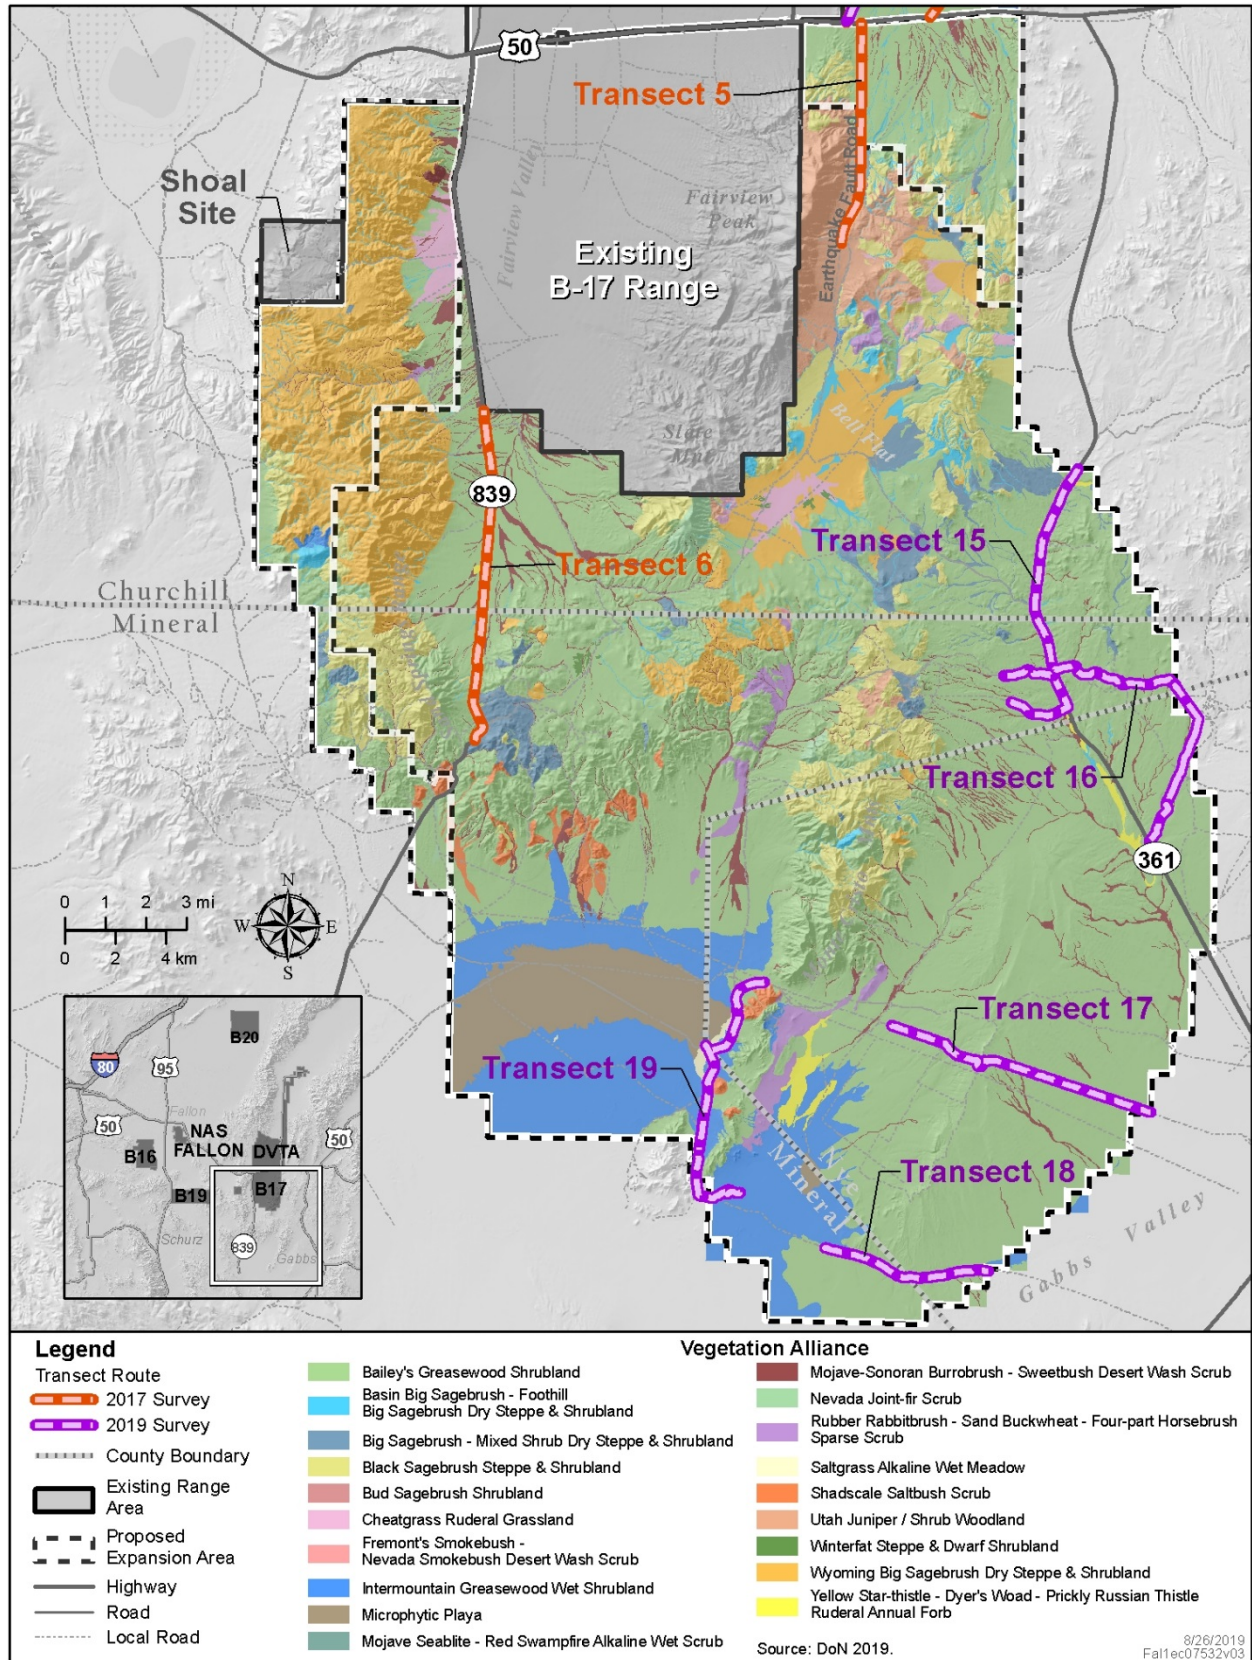 50
Transect 5
Shoal
Site
Fairview Valley
Fairview
Peak
Earthquake Fault Road
Existing
B-17 Range
Slate
Mtn
Bell Flat
839
Transect 15
Transect 6
Churchill
Mineral
Transect 16
361
0 1 2 3 mi
0 2 4 km
N
W E
S
Transect 17
Transect 19
Nye
Mineral
Transect 18
Gabbs Valley
B20
80
95
Fallon
50
NAS
FALLON
DVTA
50
B16
B19
B17
Schurz
839
Gabbs
Legend
Transect Route
2017 Survey
2019 Survey
County Boundary
Existing Range
Area
Proposed
Expansion Area
Highway
Road
Local Road
Vegetation Alliance
Bailey's Greasewood Shrubland
Basin Big Sagebrush - Foothill
Big Sagebrush Dry Steppe & Shrubland
Big Sagebrush - Mixed Shrub Dry Steppe & Shrubland
Black Sagebrush Steppe & Shrubland
Bud Sagebrush Shrubland
Cheatgrass Ruderal Grassland
Fremont's Smokebush -
Nevada Smokebush Desert Wash Scrub
Intermountain Greasewood Wet Shrubland
Microphytic Playa
Mojave Seablite - Red Swampfire Alkaline Wet Scrub
Mojave-Sonoran Burrobrush - Sweetbush Desert Wash Scrub
Nevada Joint-fir Scrub
Rubber Rabbitbrush - Sand Buckwheat - Four-part Horsebrush
Sparse Scrub
Saltgrass Alkaline Wet Meadow
Shadscale Saltbush Scrub
Utah Juniper / Shrub Woodland
Winterfat Steppe & Dwarf Shrubland
Wyoming Big Sagebrush Dry Steppe & Shrubland
Yellow Star-thistle - Dyer's Woad - Prickly Russian Thistle
Ruderal Annual Forb
Source: DoN 2019.
8/26/2019
Fal1ec07532v03